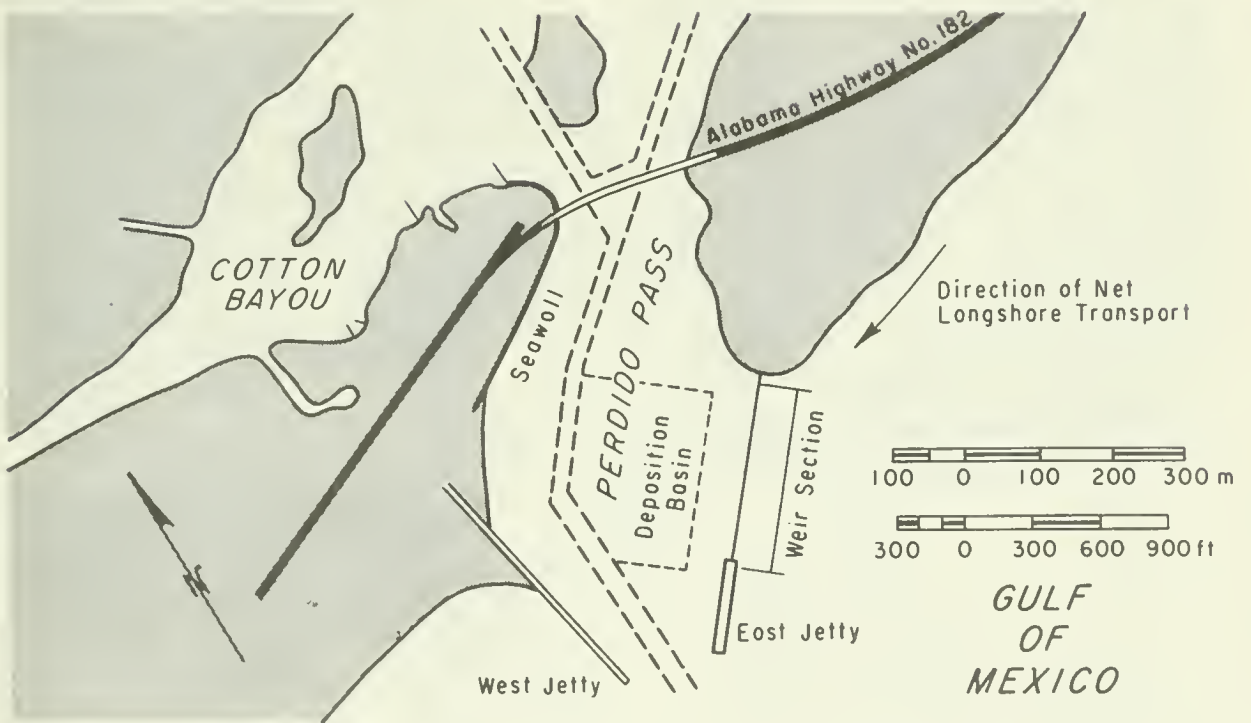 Alabama Highway No. 182
COTTON
BAYOU
Seawall
PERDIDO PASS
Direction of Net
Longshore Transport
Deposition
Basin
Weir Section
100 0 100 200 300 m
300 0 300 600 900 ft
N
East Jetty
West Jetty
GULF
OF
MEXICO